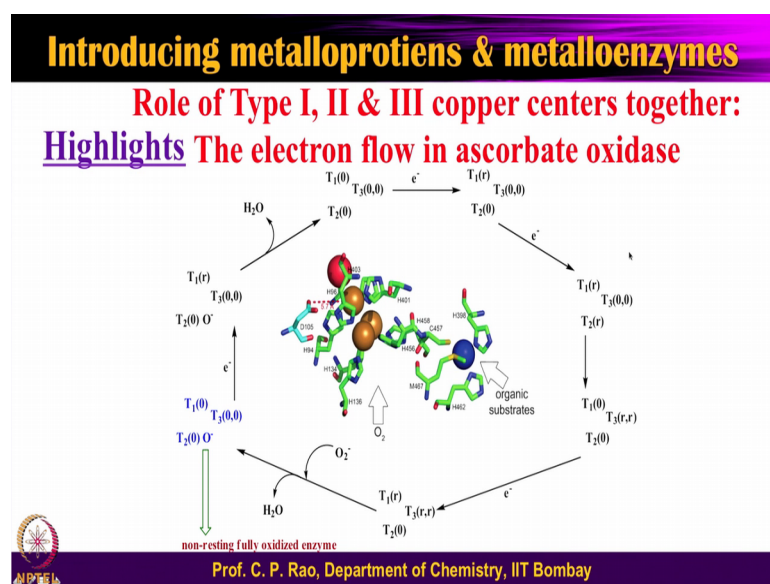 Introducing metalloprotiens & metalloenzymes
Role of Type I, II & III copper centers together:
Highlights The electron flow in ascorbate oxidase
T₁(0)
T₃(0,0)
T₂(0)
e⁻
T₁(r)
T₃(0,0)
T₂(0)
H₂O
e⁻
T₁(r)
T₃(0,0)
T₂(0) O⁻
T₁(r)
T₃(0,0)
T₂(r)
H401
D105
H94
H134
H136
H458
C457
H456
M467
H462
organic
substrates
O₂
e⁻
T₁(0)
T₃(0,0)
T₂(0) O⁻
T₁(0)
T₃(r,r)
T₂(0)
O₂⁻
H₂O
T₁(r)
T₃(r,r)
T₂(0)
e⁻
non-resting fully oxidized enzyme
NPTEL
Prof. C. P. Rao, Department of Chemistry, IIT Bombay